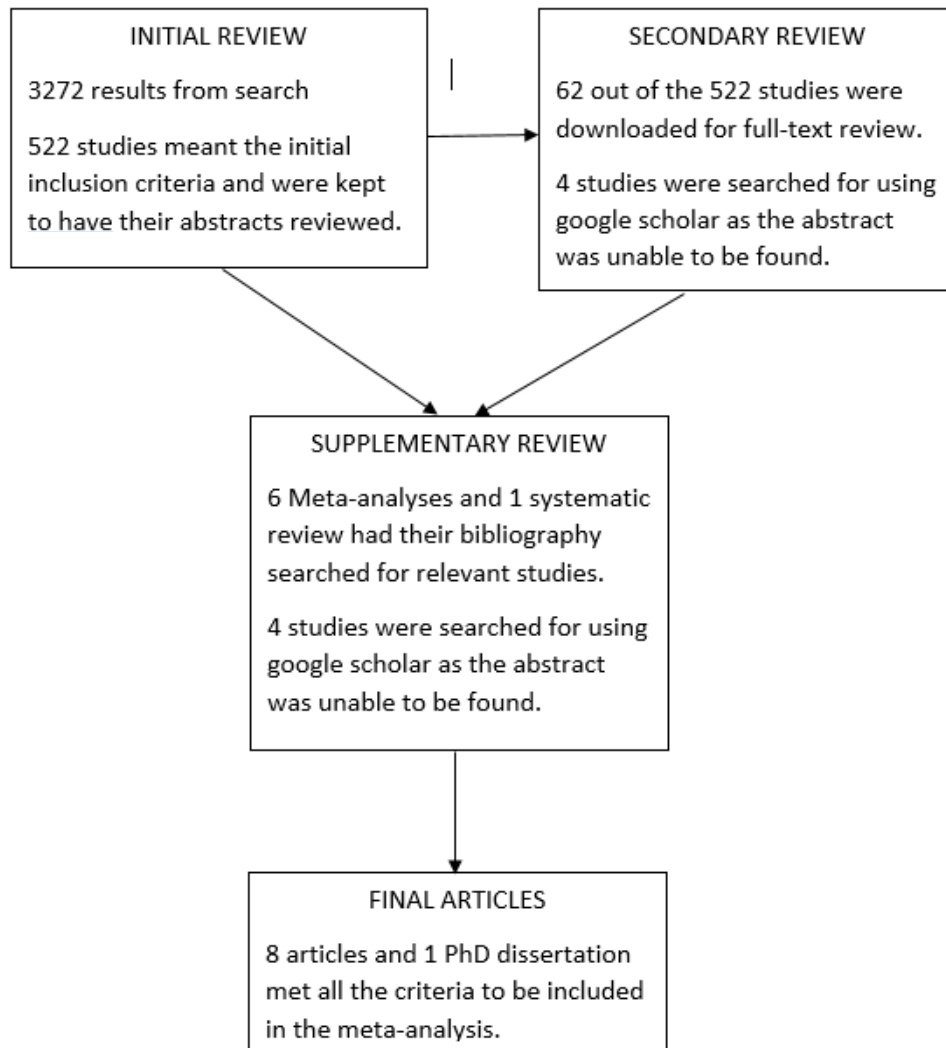 INITIAL REVIEW
3272 results from search
522 studies meant the initial
inclusion criteria and were kept
to have their abstracts reviewed.
SECONDARY REVIEW
62 out of the 522 studies were
downloaded for full-text review.
4 studies were searched for using
google scholar as the abstract
was unable to be found.
SUPPLEMENTARY REVIEW
6 Meta-analyses and 1 systematic
review had their bibliography
searched for relevant studies.
4 studies were searched for using
google scholar as the abstract
was unable to be found.
FINAL ARTICLES
8 articles and 1 PhD dissertation
met all the criteria to be included
in the meta-analysis.